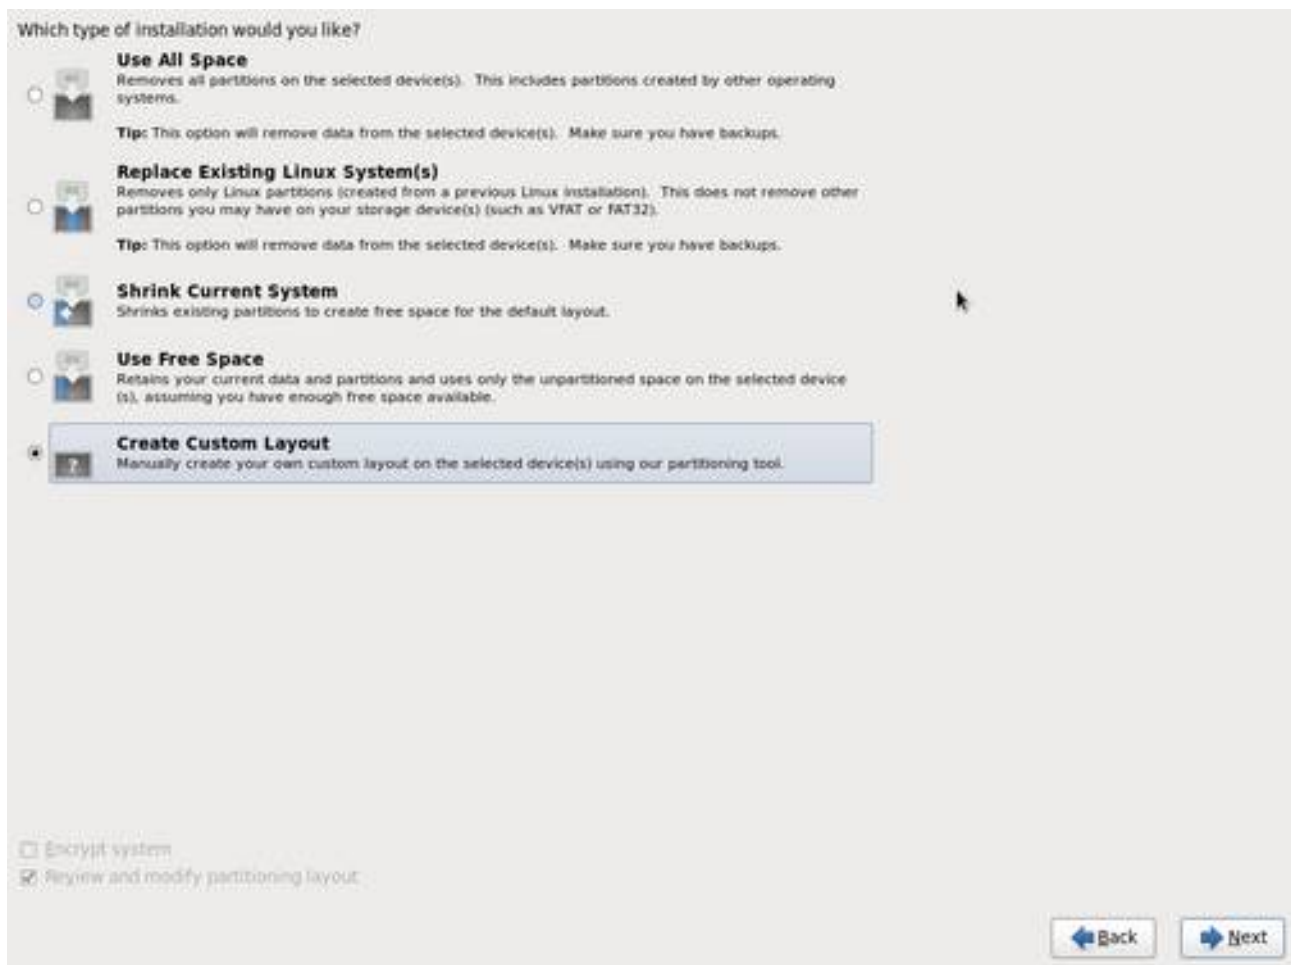 Which type of installation would you like?
Use All Space
Removes all partitions on the selected device(s). This includes partitions created by other operating
systems.
Tip: This option will remove data from the selected device(s). Make sure you have backups.
Replace Existing Linux System(s)
Removes only Linux partitions (created from a previous Linux installation). This does not remove other
partitions you may have on your storage device(s) (such as VFAT or FAT32).
Tip: This option will remove data from the selected device(s). Make sure you have backups.
Shrink Current System
Shrinks existing partitions to create free space for the default layout.
Use Free Space
Retains your current data and partitions and uses only the unpartitioned space on the selected device
(s), assuming you have enough free space available.
Create Custom Layout
?
Manually create your own custom layout on the selected device(s) using our partitioning tool.
Encrypt system
Review and modify partitioning layout
Back Next